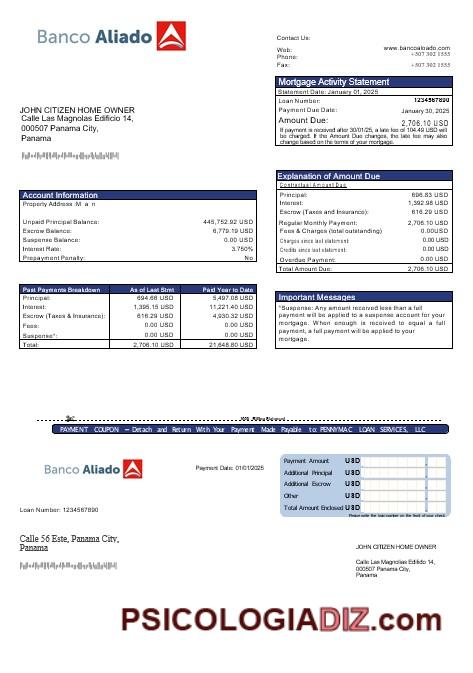 Banco Aliado
Contact Us:
Web: www.bancoaloado.com
Phone: +507 302 1555
Fax: +507 302 1555
Mortgage Activity Statement
Statement Date: January 01, 2025
Loan Number: 1234567890
Payment Due Date: January 30, 2025
Amount Due: 2,706.10 USD
If payment is received after 30/01/25, a late fee of 104.49 USD will
be charged. If the Amount Due changes, the late fee may also
change based on the terms of your mortgage.
JOHN CITIZEN HOME OWNER
Calle Las Magnolias Edificio 14,
000507 Panama City,
Panama
Account Information
Property Address: M a n
Unpaid Principal Balance: 445,752.92 USD
Escrow Balance: 6,779.19 USD
Suspense Balance: 0.00 USD
Interest Rate: 3.750%
Prepayment Penalty: No
Explanation of Amount Due
Contractual Amount Due
Principal: 696.83 USD
Interest: 1,392.98 USD
Escrow (Taxes and Insurance): 616.29 USD
Regular Monthly Payment: 2,706.10 USD
Fees & Charges (total outstanding) 0.00USD
Charges since last statement: 0.00 USD
Credits since last statement: 0.00 USD
Overdue Payment: 0.00 USD
Total Amount Due: 2,706.10 USD
Past Payments Breakdown As of Last Stmt Paid Year to Date
Principal: 694.66 USD 5,497.08 USD
Interest: 1,395.15 USD 11,221.40 USD
Escrow (Taxes & Insurance): 616.29 USD 4,930.32 USD
Fees: 0.00 USD 0.00 USD
Suspense*: 0.00 USD 0.00 USD
Total: 2,706.10 USD 21,648.80 USD
Important Messages
*Suspense: Any amount received less than a full
payment will be applied to a suspense account for your
mortgage. When enough is received to equal a full
payment, a full payment will be applied to your
mortgage.
PAYMENT COUPON – Detach and Return With Your Payment Made Payable to: PENNYMAC LOAN SERVICES, LLC
Banco Aliado
Payment Date: 01/01/2025
Payment Amount USD
Additional Principal USD
Additional Escrow USD
Other USD
Total Amount Enclosed USD
Please write the loan number on the front of your check.
Loan Number: 1234567890
Calle 56 Este, Panama City,
Panama
JOHN CITIZEN HOME OWNER
Calle Las Magnolias Edificio 14,
000507 Panama City,
Panama
PSICOLOGIADIZ.com